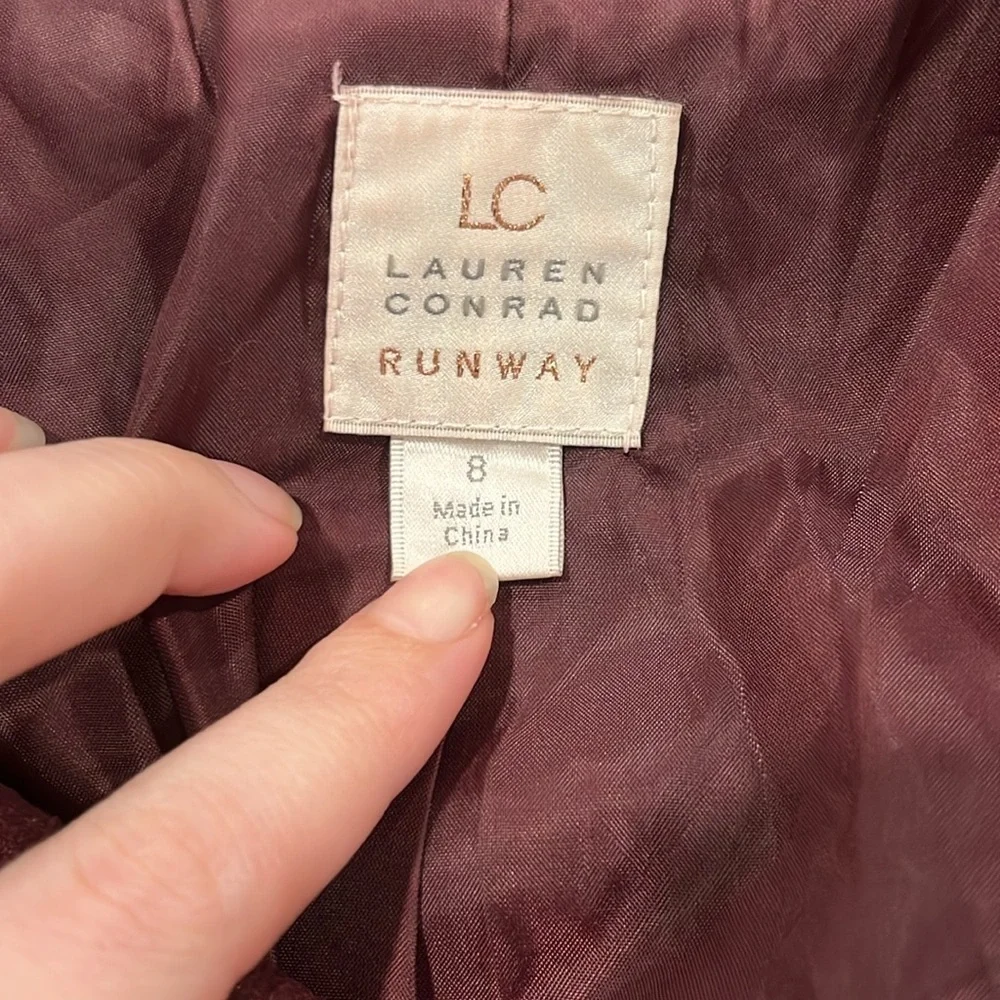 LC
LAUREN
CONRAD
RUNWAY
8
Made in
China